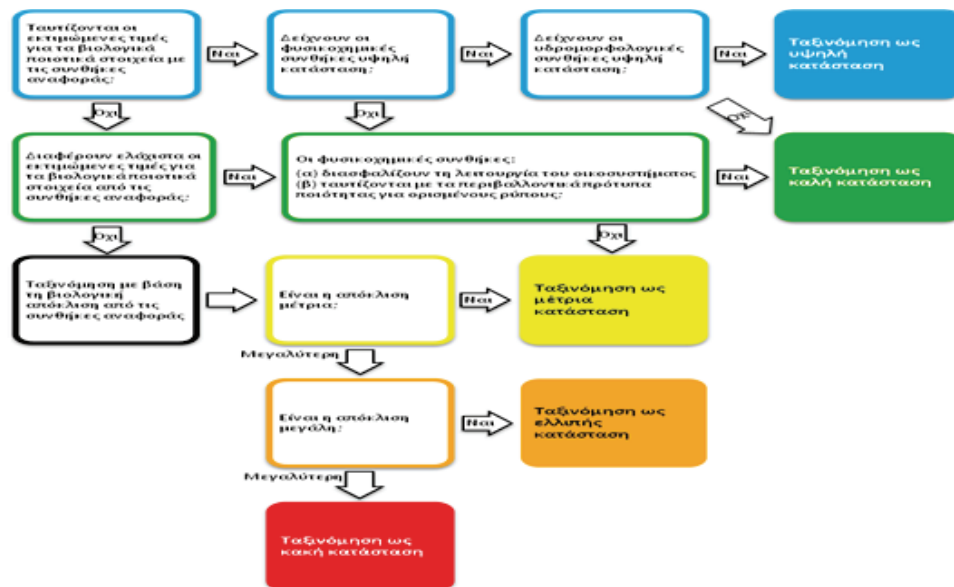 Ταυτίζονται οι
εκτιμώμενες τιμές
για τα βιολογικά
ποιοτικά στοιχεία με
τις συνθήκες
αναφοράς;
Ναι
Δείχνουν οι
φυσικοχημικές
συνθήκες υψηλή
κατάσταση;
Ναι
Δείχνουν οι
υδρομορφολογικές
συνθήκες υψηλή
κατάσταση;
Ναι
Ταξινόμηση ως
υψηλή
κατάσταση
Όχι
Όχι
Όχι
Διαφέρουν ελάχιστα οι
εκτιμώμενες τιμές για
τα βιολογικά ποιοτικά
στοιχεία από τις
συνθήκες αναφοράς;
Ναι
Οι φυσικοχημικές συνθήκες:
(α) διασφαλίζουν τη λειτουργία του οικοσυστήματος
(β) ταυτίζονται με τα περιβαλλοντικά πρότυπα
ποιότητας για ορισμένους ρύπους;
Ναι
Ταξινόμηση ως
καλή κατάσταση
Όχι
Όχι
Ταξινόμηση με βάση
τη βιολογική
απόκλιση από τις
συνθήκες αναφοράς
Είναι η απόκλιση
μέτρια;
Ναι
Ταξινόμηση ως
μέτρια
κατάσταση
Μεγαλύτερη
Είναι η απόκλιση
μεγάλη;
Ναι
Ταξινόμηση ως
ελλιπής
κατάσταση
Μεγαλύτερη
Ταξινόμηση ως
κακή κατάσταση